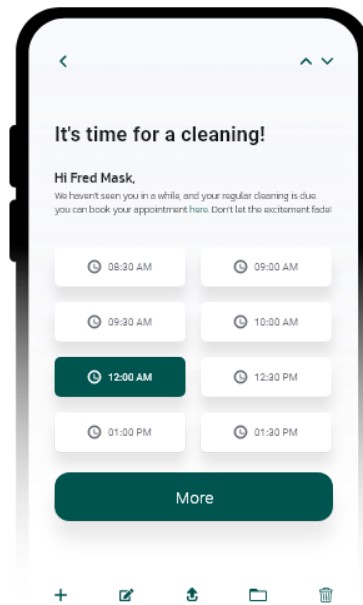 It's time for a cleaning!
Hi Fred Mask,
We haven't seen you in a while, and your regular cleaning is due.
you can book your appointment here. Don't let the excitement fade!
08:30 AM
09:00 AM
09:30 AM
10:00 AM
12:00 AM
12:30 PM
01:00 PM
01:30 PM
More